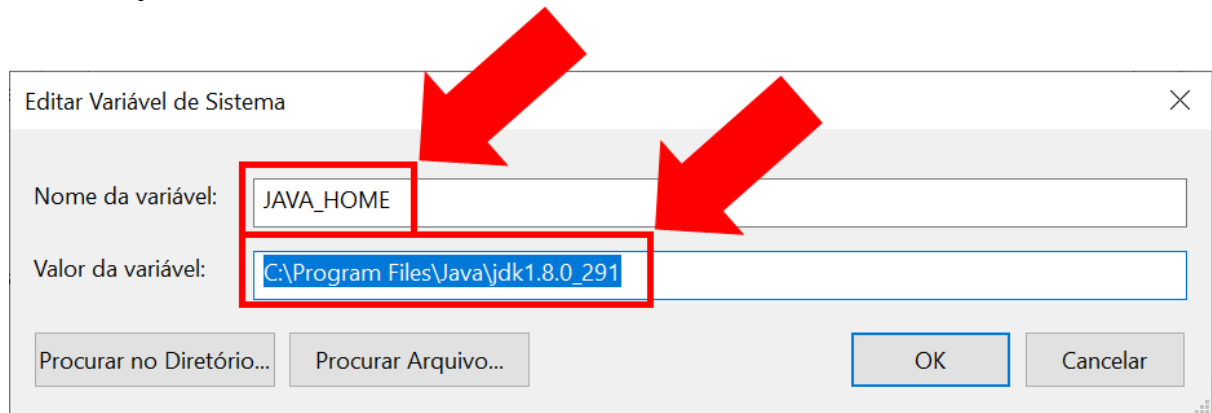 Editar Variável de Sistema
Nome da variável: JAVA_HOME
Valor da variável: C:\Program Files\Java\jdk1.8.0_291
Procurar no Diretório... Procurar Arquivo... OK Cancelar